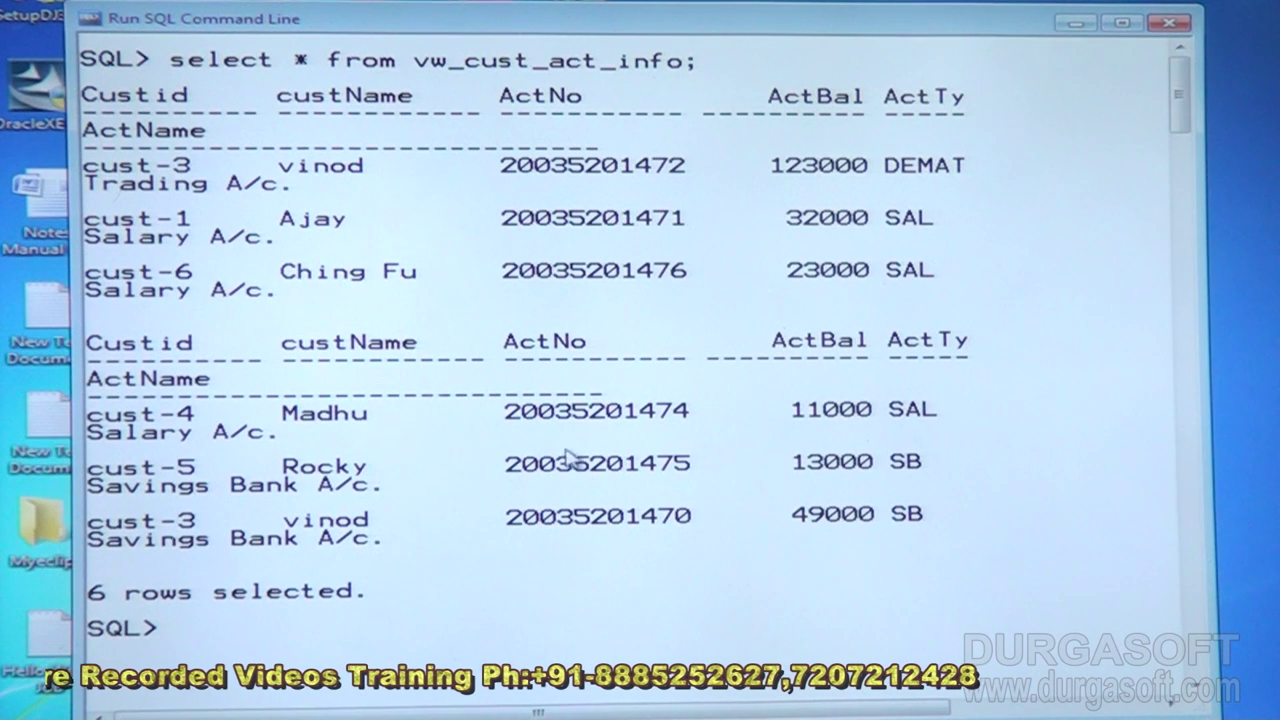 SetupDJ
Run SQL Command Line
SQL> select * from vw_cust_act_info;
Custid custName ActNo ActBal ActTy
---------- ------------ ------------ ---------- -----
ActName
------------------------------
cust-3 vinod 20035201472 123000 DEMAT
Trading A/c.
cust-1 Ajay 20035201471 32000 SAL
Salary A/c.
cust-6 Ching Fu 20035201476 23000 SAL
Salary A/c.
Custid custName ActNo ActBal ActTy
---------- ------------ ------------ ---------- -----
ActName
------------------------------
cust-4 Madhu 20035201474 11000 SAL
Salary A/c.
cust-5 Rocky 20035201475 13000 SB
Savings Bank A/c.
cust-3 vinod 20035201470 49000 SB
Savings Bank A/c.
6 rows selected.
SQL>
OracleXE
Notes
Manual
New Te
Docum
New Te
Docum
Myeclip
re Recorded Videos Training Ph:+91-8885252627,7207212428
DURGASOFT
www.durgasoft.com